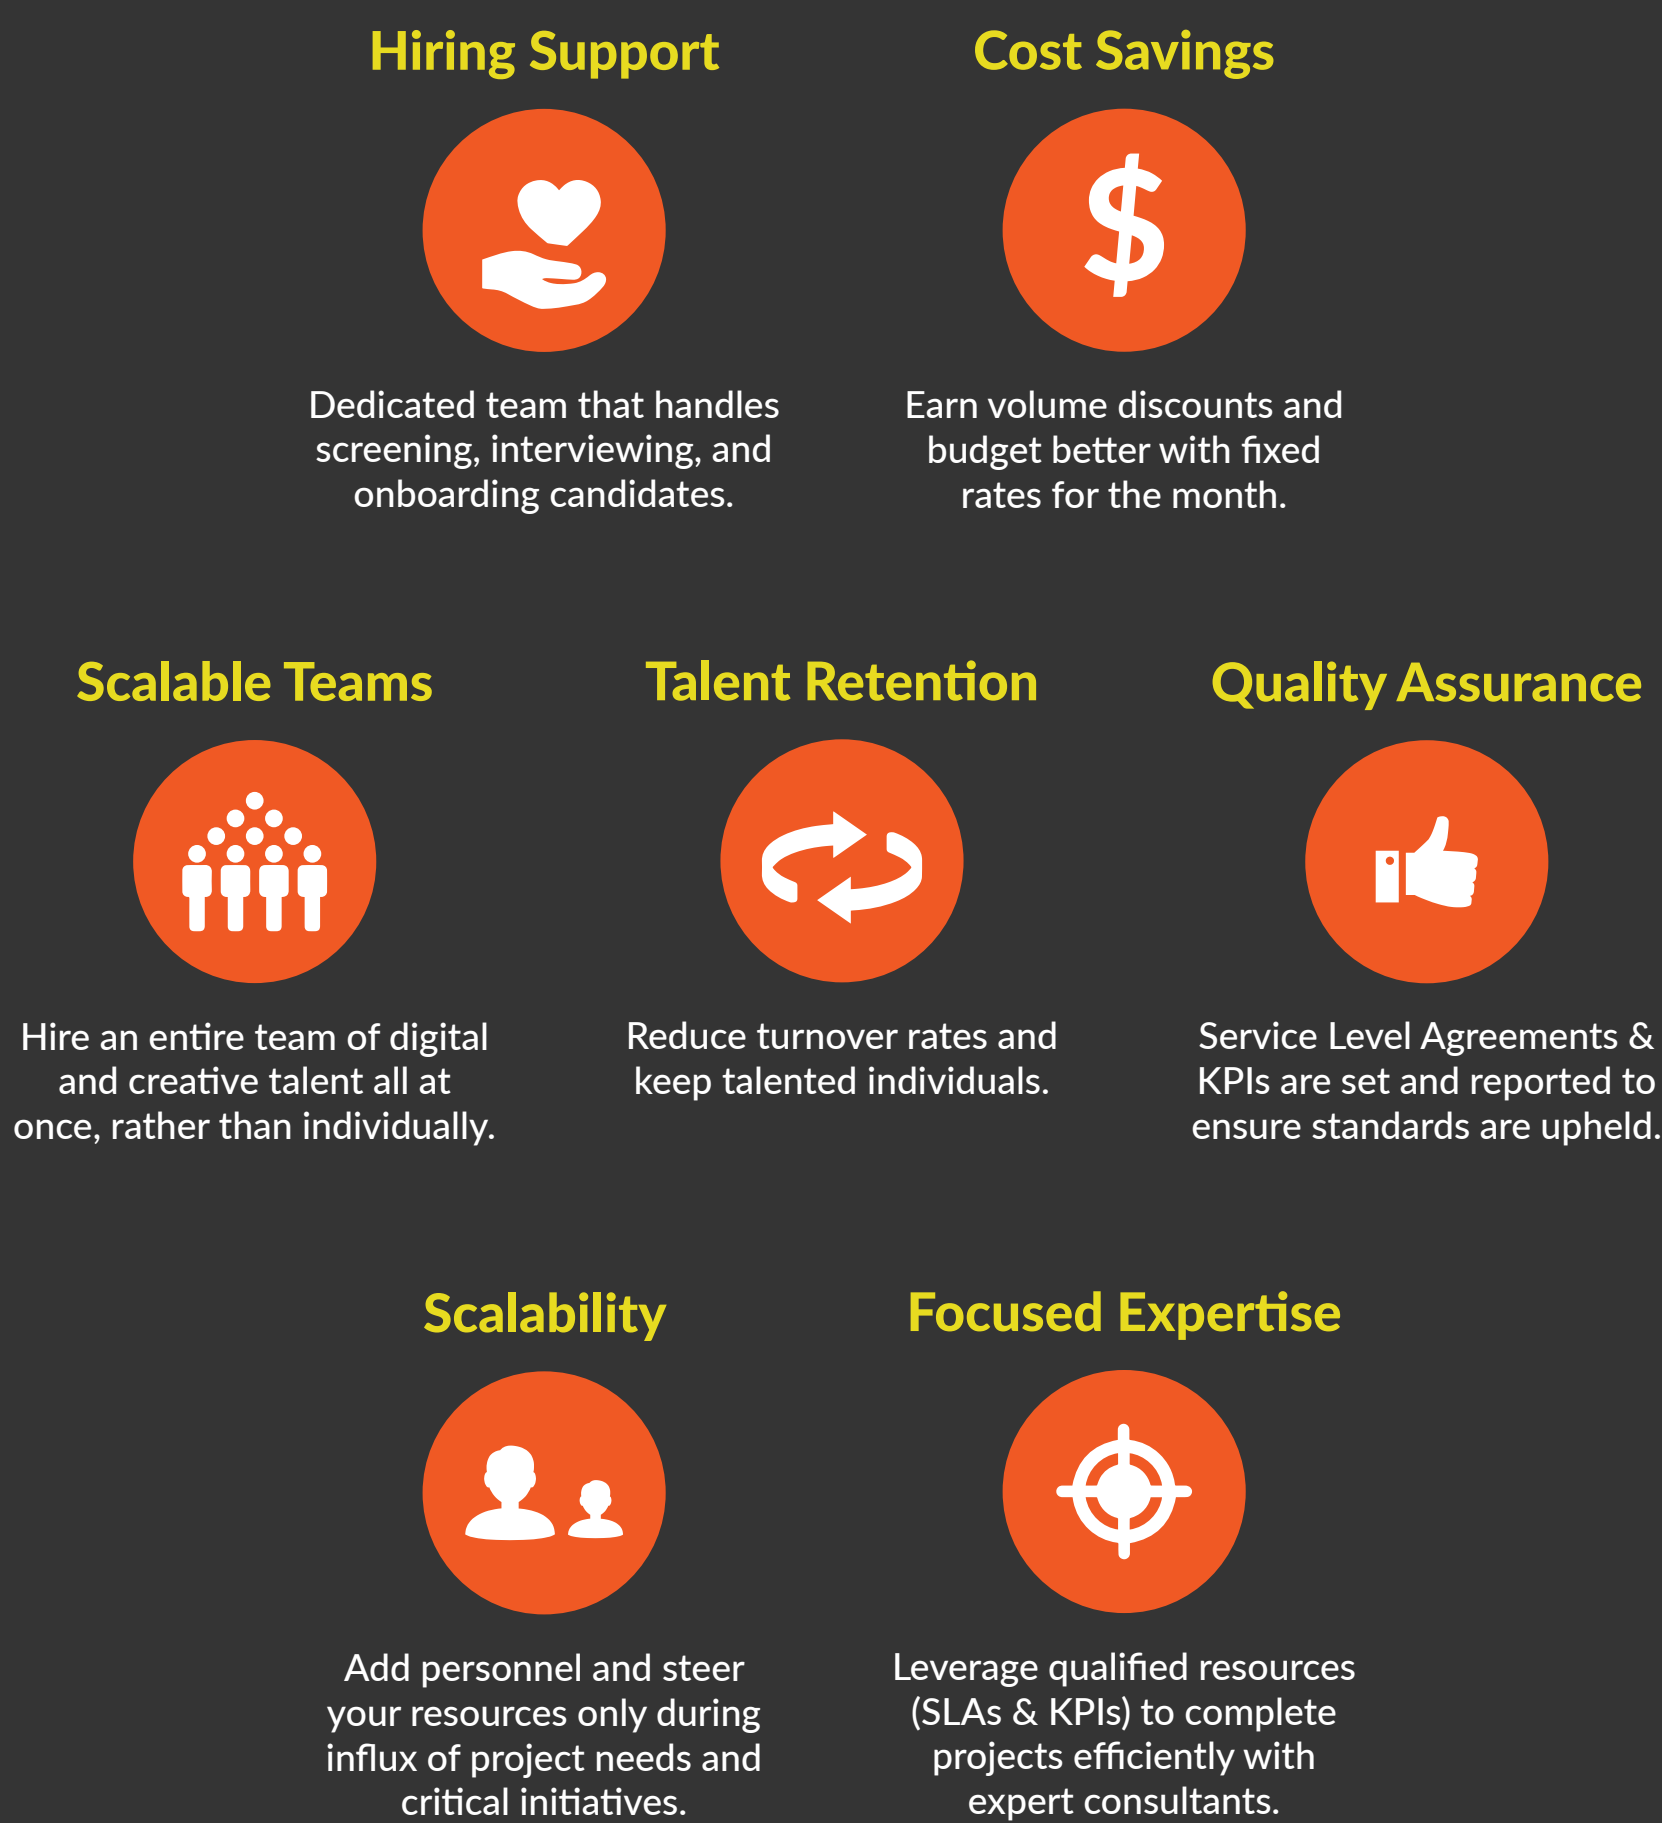 Hiring Support
Dedicated team that handles
screening, interviewing, and
onboarding candidates.
Cost Savings
Earn volume discounts and
budget better with fixed
rates for the month.
Scalable Teams
Hire an entire team of digital
and creative talent all at
once, rather than individually.
Talent Retention
Reduce turnover rates and
keep talented individuals.
Quality Assurance
Service Level Agreements &
KPIs are set and reported to
ensure standards are upheld.
Scalability
Add personnel and steer
your resources only during
influx of project needs and
critical initiatives.
Focused Expertise
Leverage qualified resources
(SLAs & KPIs) to complete
projects efficiently with
expert consultants.